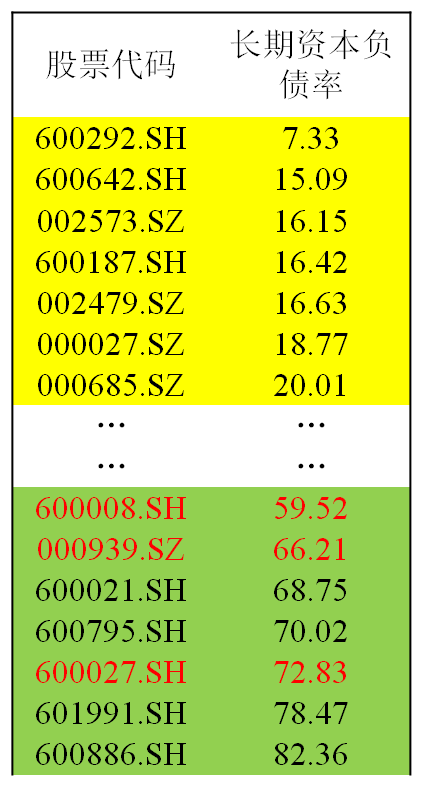 股票代码 长期资本负
债率
600292.SH 7.33
600642.SH 15.09
002573.SZ 16.15
600187.SH 16.42
002479.SZ 16.63
000027.SZ 18.77
000685.SZ 20.01
… …
… …
600008.SH 59.52
000939.SZ 66.21
600021.SH 68.75
600795.SH 70.02
600027.SH 72.83
601991.SH 78.47
600886.SH 82.36